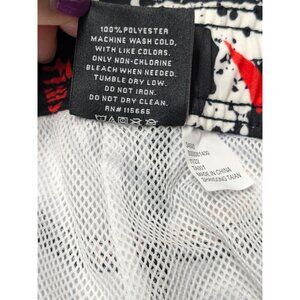 100% POLYESTER
MACHINE WASH COLD,
WITH LIKE COLORS.
ONLY NON-CHLORINE
BLEACH WHEN NEEDED.
TUMBLE DRY LOW.
DO NOT IRON.
DO NOT DRY CLEAN.
RN# 115665
MADE IN CHINA